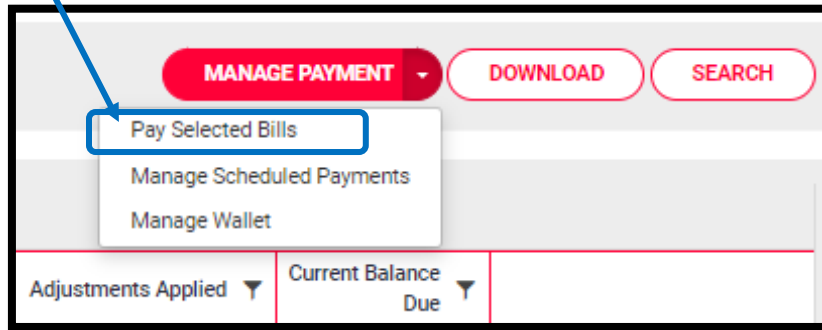 MANAGE PAYMENT DOWNLOAD SEARCH
Pay Selected Bills
Manage Scheduled Payments
Manage Wallet
Adjustments Applied Current Balance
Due